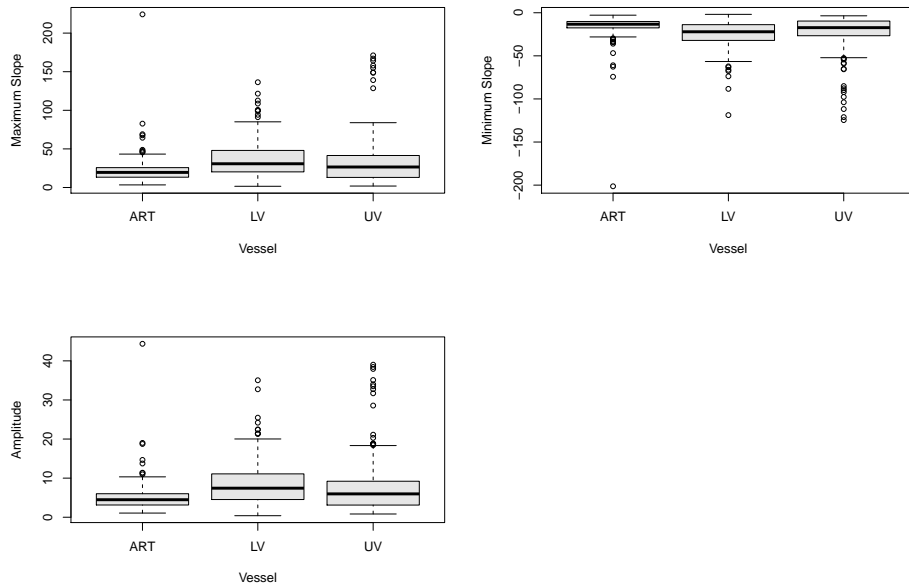 Maximum Slope
200
150
100
50
0
ART LV UV
Vessel
Minimum Slope
0
−50
−100
−150
−200
ART LV UV
Vessel
Amplitude
40
30
20
10
0
ART LV UV
Vessel